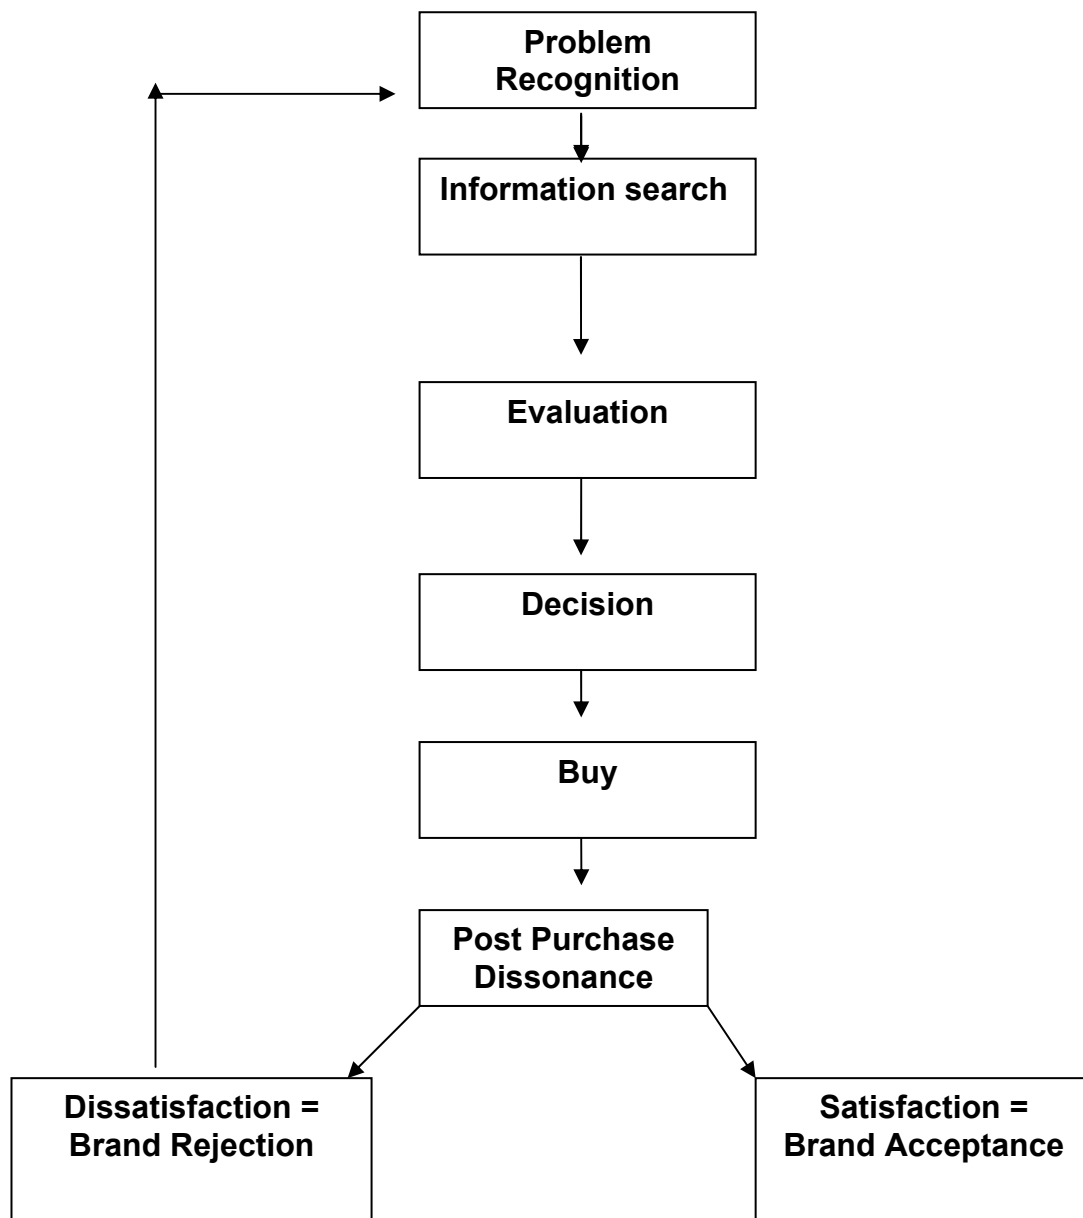 Problem
Recognition
Information search
Evaluation
Decision
Buy
Post Purchase
Dissonance
Dissatisfaction =
Brand Rejection
Satisfaction =
Brand Acceptance